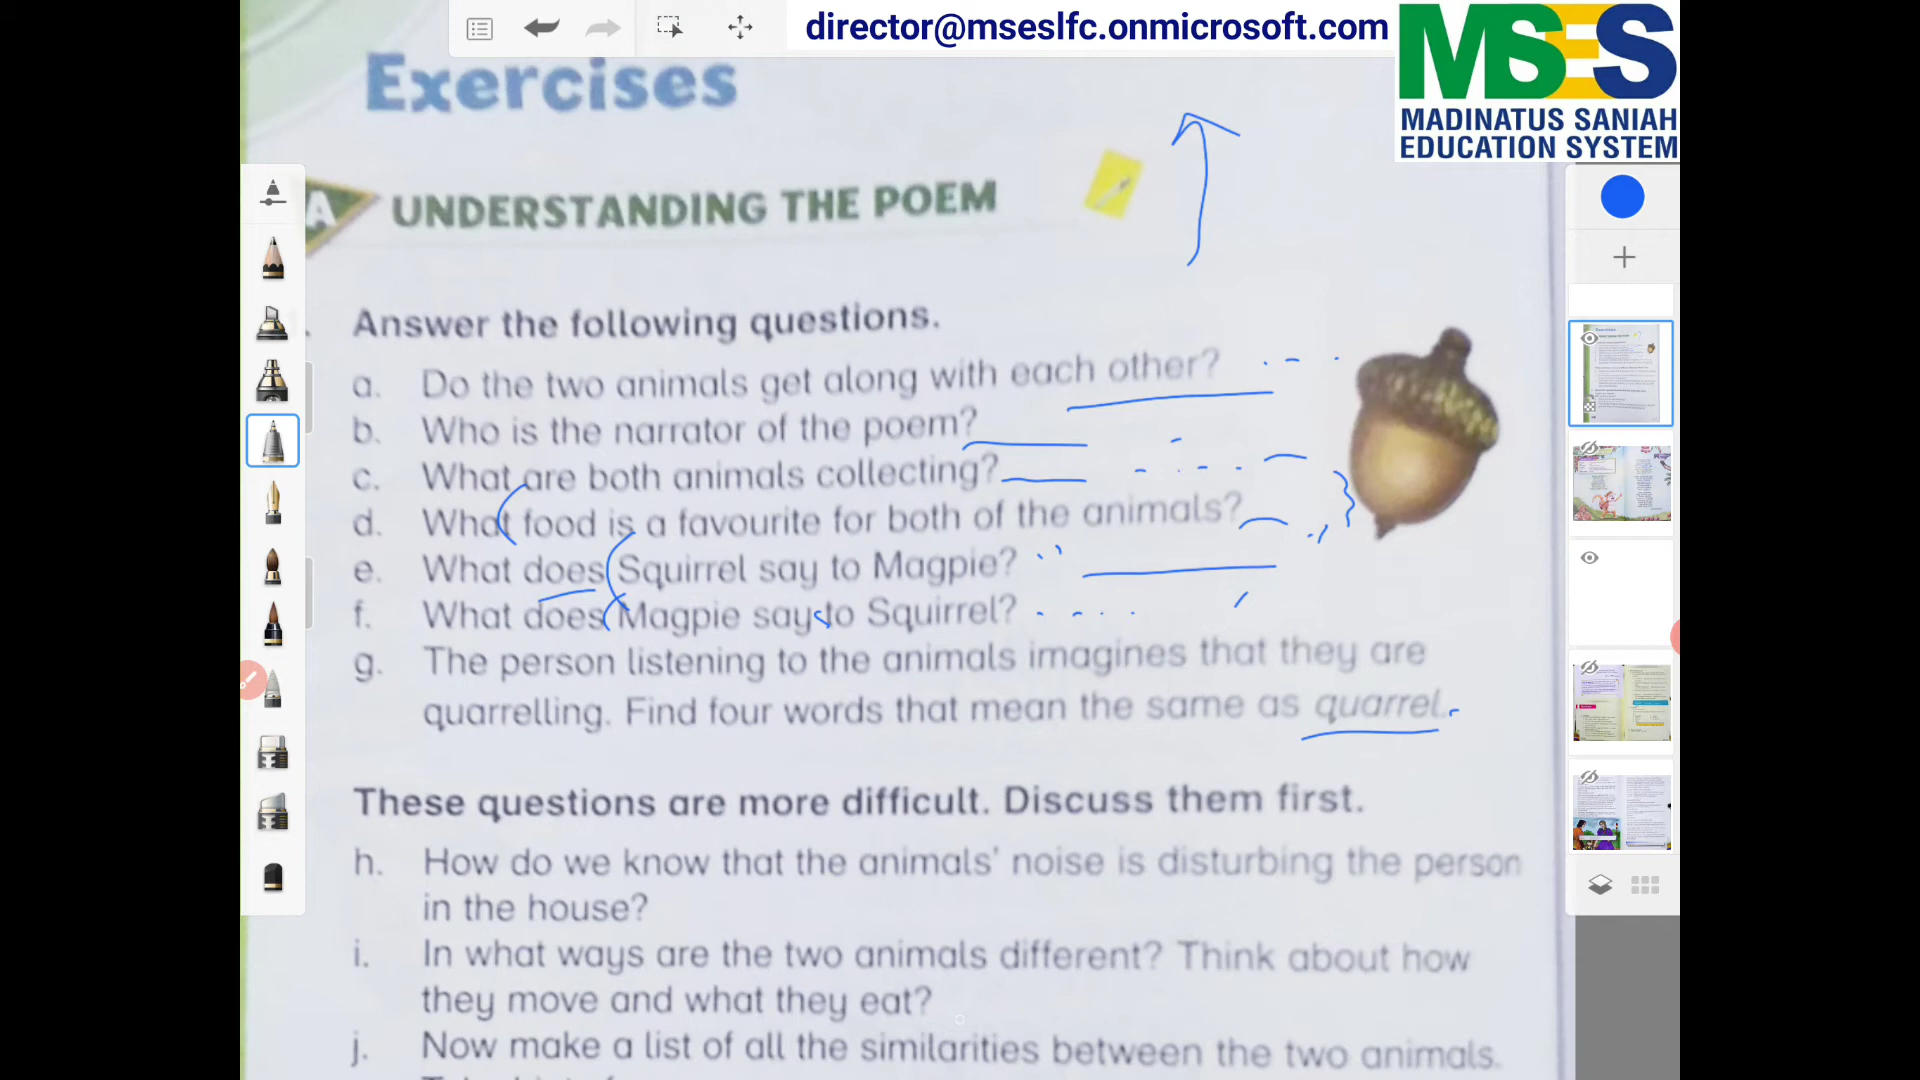 director@mseslfc.onmicrosoft.com
MSES
MADINATUS SANIAH
EDUCATION SYSTEM
Exercises
A UNDERSTANDING THE POEM
Answer the following questions.
a. Do the two animals get along with each other?
b. Who is the narrator of the poem?
c. What are both animals collecting?
d. What food is a favourite for both of the animals?
e. What does Squirrel say to Magpie?
f. What does Magpie say to Squirrel?
g. The person listening to the animals imagines that they are
quarrelling. Find four words that mean the same as quarrel.
These questions are more difficult. Discuss them first.
h. How do we know that the animals' noise is disturbing the person
in the house?
i. In what ways are the two animals different? Think about how
they move and what they eat?
j. Now make a list of all the similarities between the two animals.